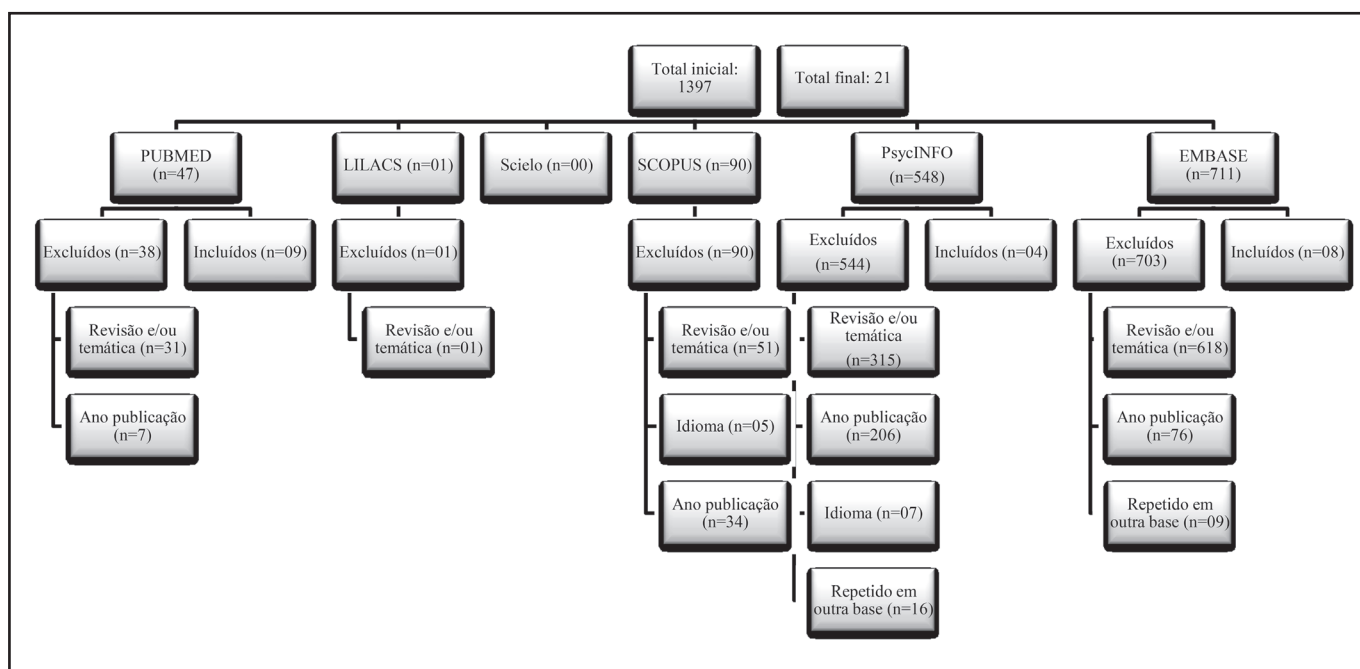 Total inicial:
1397
Total final: 21
PUBMED
(n=47)
LILACS (n=01)
Scielo (n=00)
SCOPUS (n=90)
PsycINFO
(n=548)
EMBASE
(n=711)
Excluídos (n=38)
Incluídos (n=09)
Excluídos (n=01)
Excluídos (n=90)
Excluídos
(n=544)
Incluídos (n=04)
Excluídos
(n=703)
Incluídos (n=08)
Revisão e/ou
temática (n=31)
Ano publicação
(n=7)
Revisão e/ou
temática (n=01)
Revisão e/ou
temática (n=51)
Idioma (n=05)
Ano publicação
(n=34)
Revisão e/ou
temática
(n=315)
Ano publicação
(n=206)
Idioma (n=07)
Repetido em
outra base (n=16)
Revisão e/ou
temática (n=618)
Ano publicação
(n=76)
Repetido em
outra base (n=09)